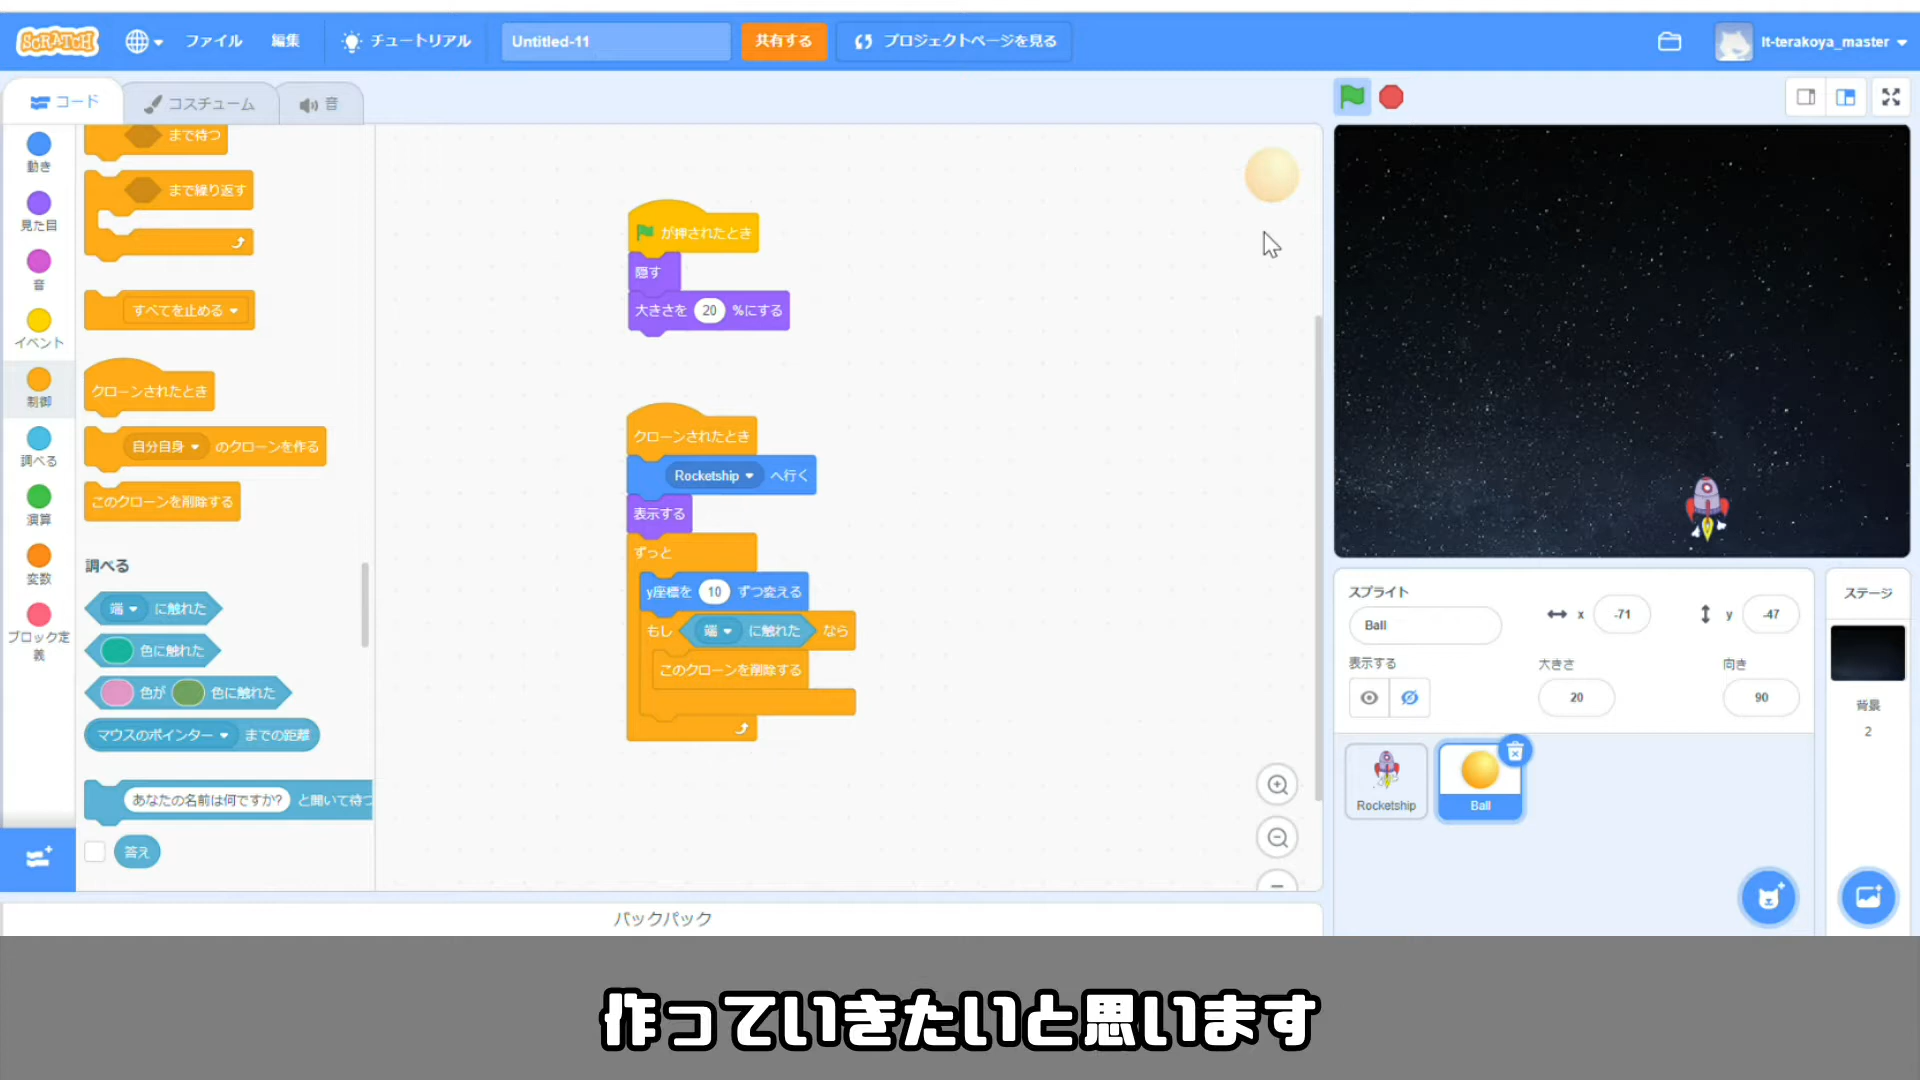 SCRATCH
ファイル
編集
チュートリアル
Untitled-11
共有する
プロジェクトページを見る
lt-terakoya_master
コード
コスチューム
音
動き
見た目
音
イベント
制御
調べる
演算
変数
ブロック定義
まで待つ
まで繰り返す
すべてを止める
クローンされたとき
自分自身 のクローンを作る
このクローンを削除する
調べる
端 に触れた
色に触れた
色が 色に触れた
マウスのポインター までの距離
あなたの名前は何ですか? と聞いて待つ
答え
が押されたとき
隠す
大きさを 20 %にする
クローンされたとき
Rocketship へ行く
表示する
ずっと
y座標を 10 ずつ変える
もし 端 に触れた なら
このクローンを削除する
バックパック
スプライト
Ball
x -71
y -47
表示する
大きさ
20
向き
90
Rocketship
Ball
ステージ
背景
2
作っていきたいと思います